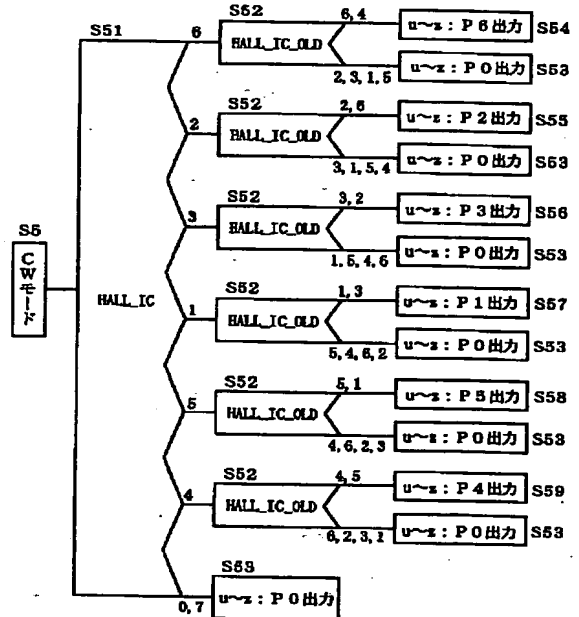 S51
6
S52
HALL_IC_OLD
6, 4
u〜z : P6出力
S54
2, 3, 1, 5
u〜z : P0出力
S53
2
S52
HALL_IC_OLD
2, 6
u〜z : P2出力
S55
3, 1, 5, 4
u〜z : P0出力
S53
3
S52
HALL_IC_OLD
3, 2
u〜z : P3出力
S56
1, 5, 4, 6
u〜z : P0出力
S53
S5
CWモード
HALL_IC
1
S52
HALL_IC_OLD
1, 3
u〜z : P1出力
S57
5, 4, 6, 2
u〜z : P0出力
S53
5
S52
HALL_IC_OLD
5, 1
u〜z : P5出力
S58
4, 6, 2, 3
u〜z : P0出力
S53
4
S52
HALL_IC_OLD
4, 5
u〜z : P4出力
S59
6, 2, 3, 1
u〜z : P0出力
S53
0, 7
S53
u〜z : P0出力